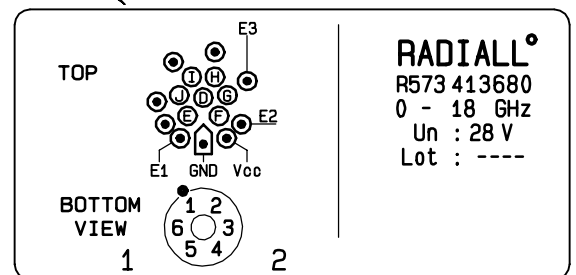 E3
TOP
I H
J D G
E F
E2
E1 GND Vcc
BOTTOM
VIEW
1 2
6 3
5 4
1 2
RADIALL°
R573 413680
0 - 18 GHz
Un : 28 V
Lot : ----